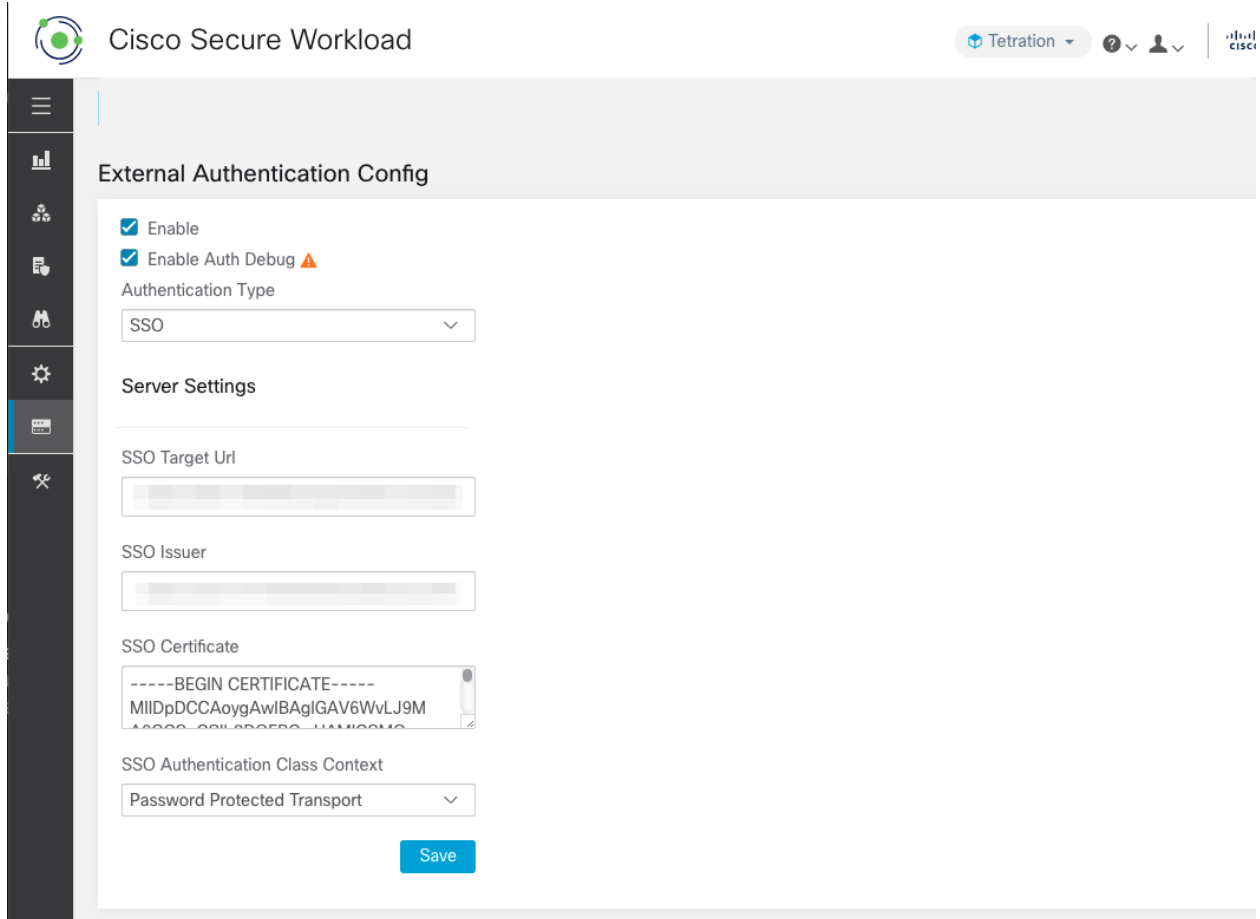 Cisco Secure Workload
Tetration
External Authentication Config
Enable
Enable Auth Debug
Authentication Type
SSO
Server Settings
SSO Target Url
SSO Issuer
SSO Certificate
-----BEGIN CERTIFICATE-----
MIIDpDCCAoygAwIBAgIGAV6WvLJ9M
SSO Authentication Class Context
Password Protected Transport
Save